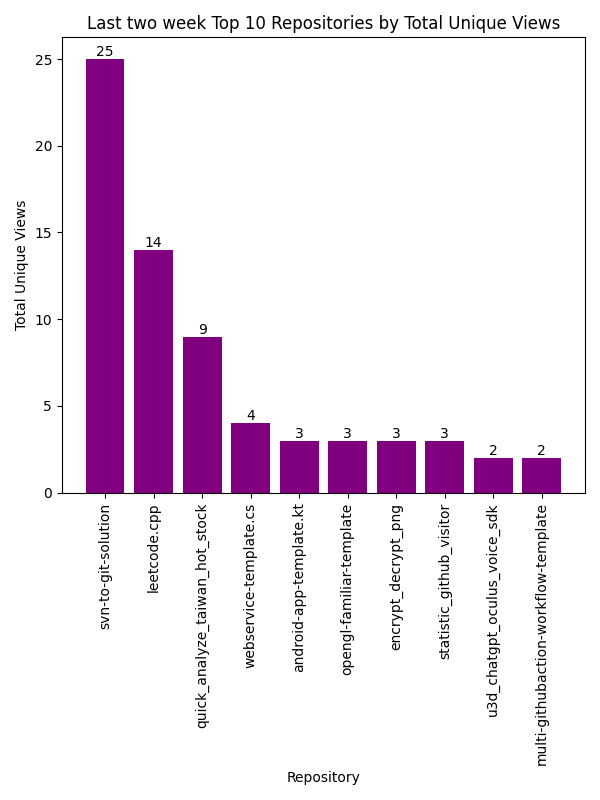 Last two week Top 10 Repositories by Total Unique Views
Total Unique Views
25
20
15
10
5
0
25
14
9
4
3
3
3
3
2
2
svn-to-git-solution
leetcode.cpp
quick_analyze_taiwan_hot_stock
webservice-template.cs
android-app-template.kt
opengl-familiar-template
encrypt_decrypt_png
statistic_github_visitor
u3d_chatgpt_oculus_voice_sdk
multi-githubaction-workflow-template
Repository